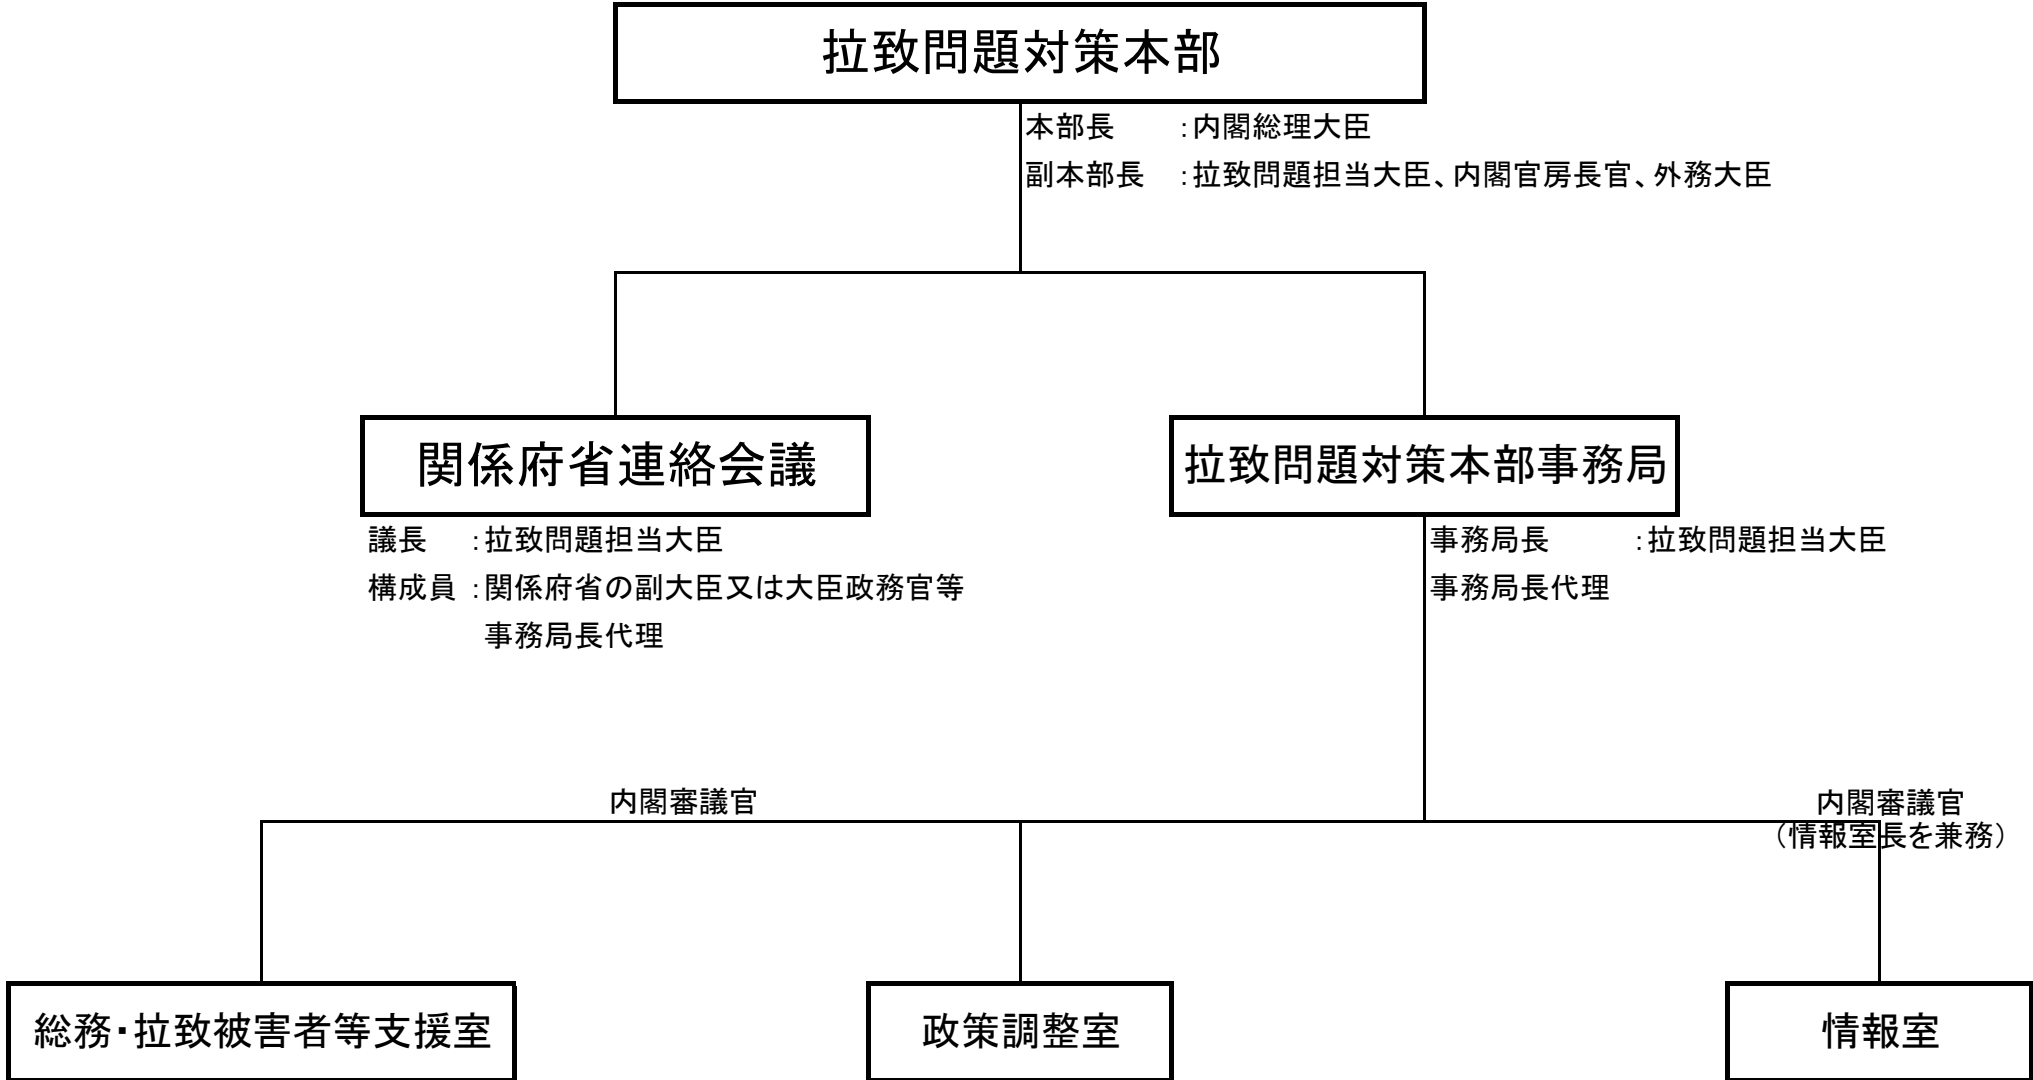 拉致問題対策本部
本部長　　：内閣総理大臣
副本部長　：拉致問題担当大臣、内閣官房長官、外務大臣
関係府省連絡会議
拉致問題対策本部事務局
議長　：拉致問題担当大臣
構成員：関係府省の副大臣又は大臣政務官等
事務局長代理
事務局長　　：拉致問題担当大臣
事務局長代理
内閣審議官
内閣審議官
（情報室長を兼務）
総務・拉致被害者等支援室
政策調整室
情報室